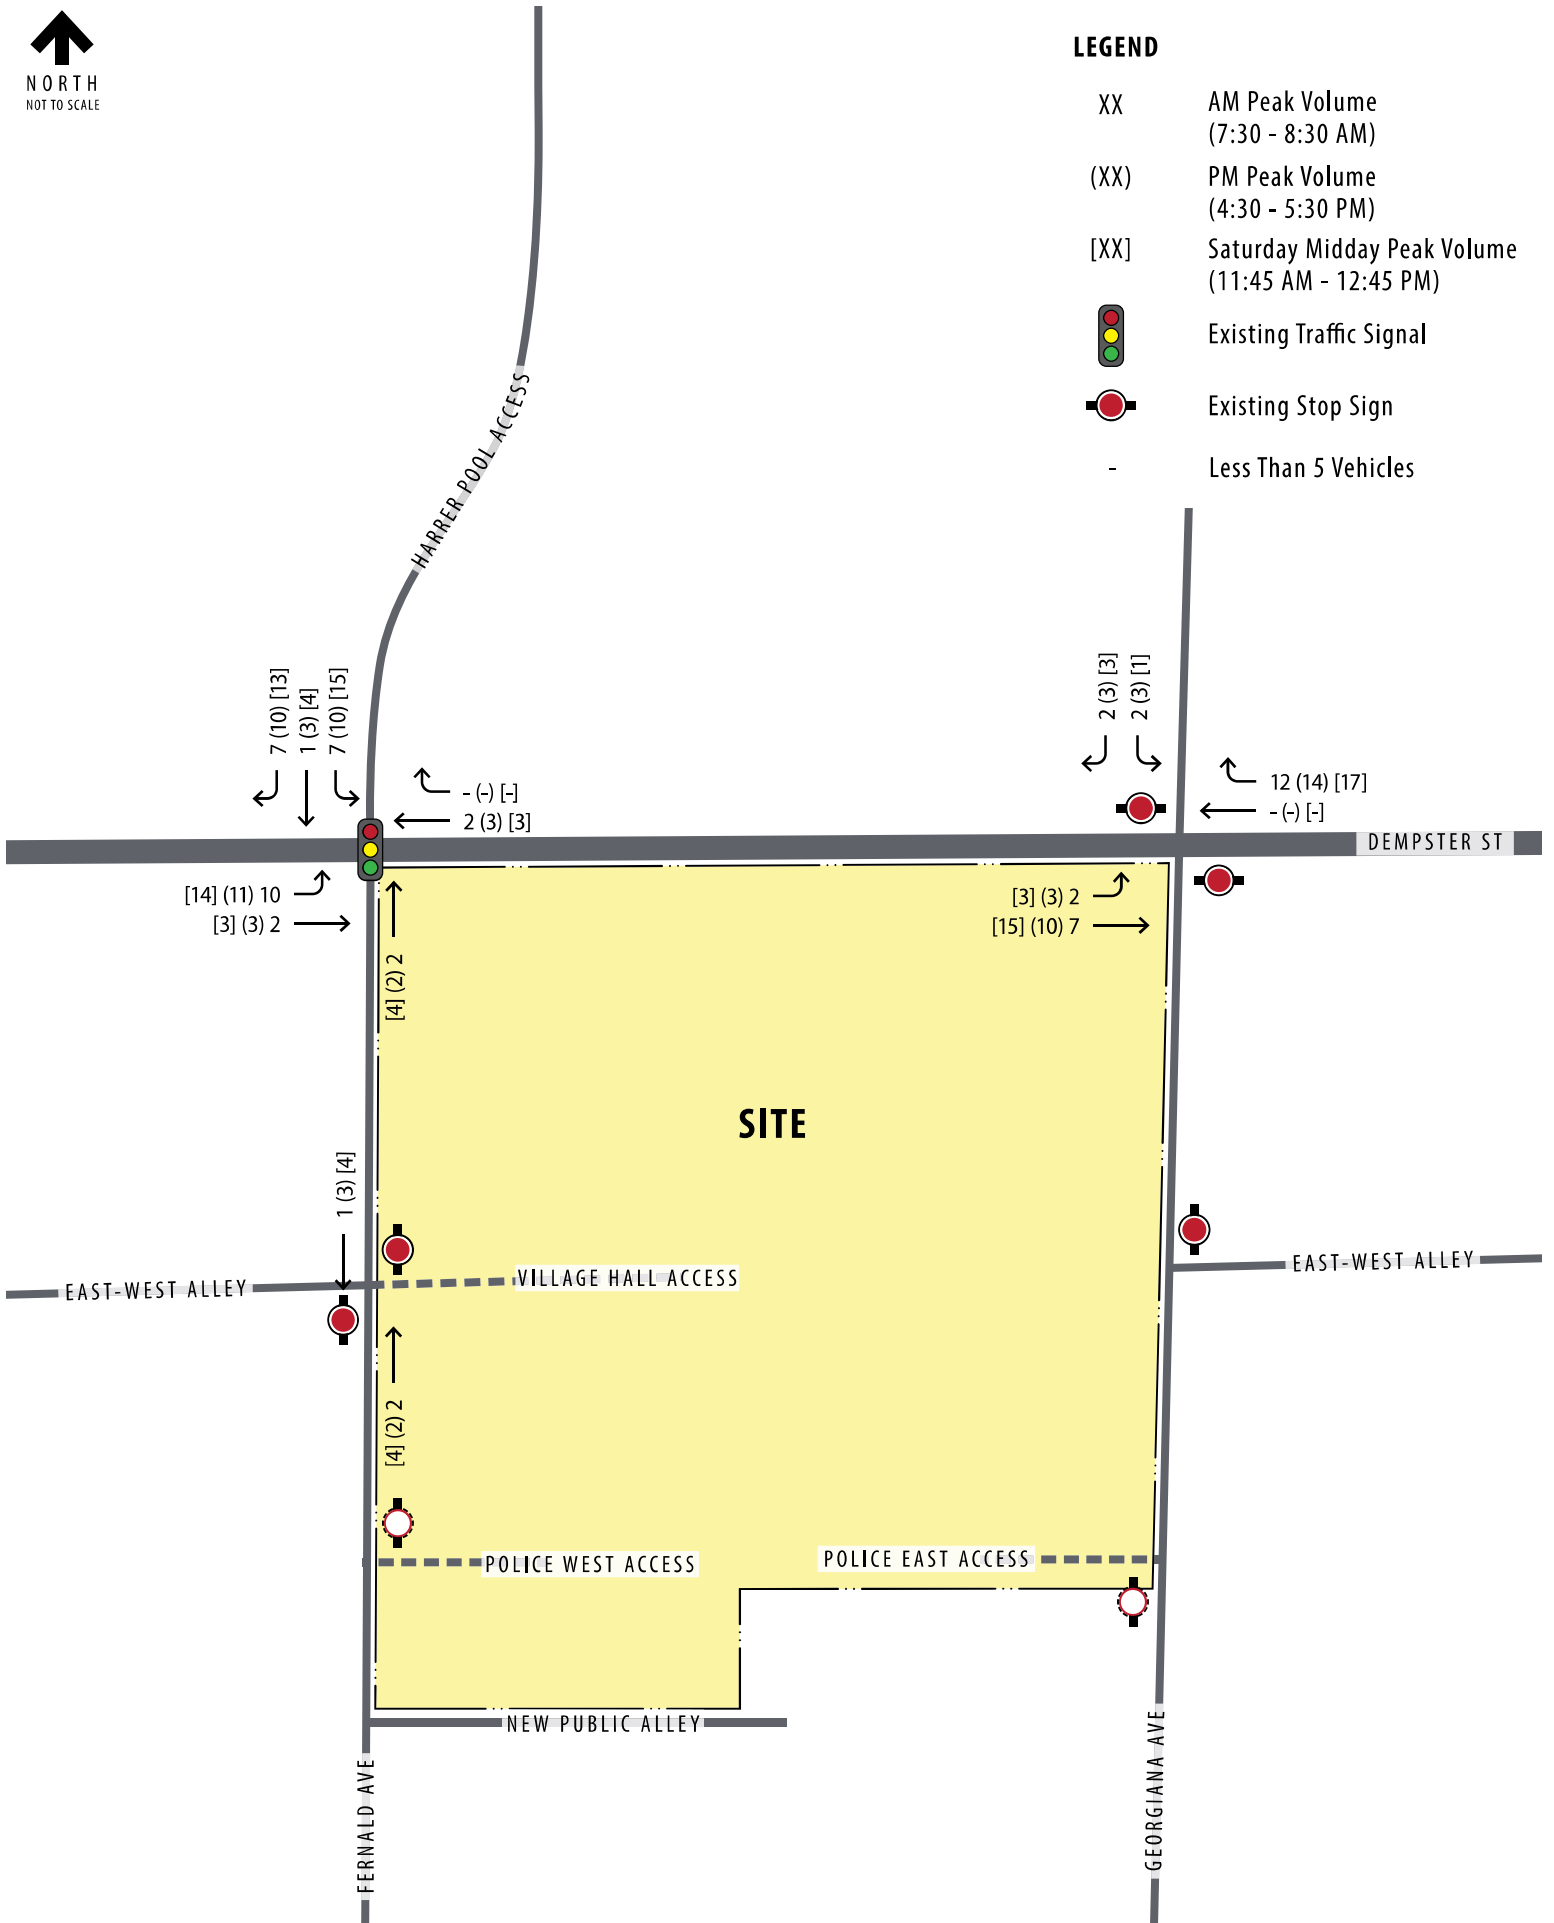 NORTH
NOT TO SCALE
LEGEND
XX AM Peak Volume
(7:30 - 8:30 AM)
(XX) PM Peak Volume
(4:30 - 5:30 PM)
[XX] Saturday Midday Peak Volume
(11:45 AM - 12:45 PM)
Existing Traffic Signal
Existing Stop Sign
- Less Than 5 Vehicles
HARRER POOL ACCESS
7 (10) [13]
1 (3) [4]
7 (10) [15]
- (-) [-]
2 (3) [3]
2 (3) [3]
2 (3) [1]
12 (14) [17]
- (-) [-]
DEMPSTER ST
[14] (11) 10
[3] (3) 2
[4] (2) 2
[3] (3) 2
[15] (10) 7
SITE
1 (3) [4]
EAST-WEST ALLEY
VILLAGE HALL ACCESS
EAST-WEST ALLEY
[4] (2) 2
POLICE WEST ACCESS
POLICE EAST ACCESS
NEW PUBLIC ALLEY
FERNALD AVE
GEORGIANA AVE